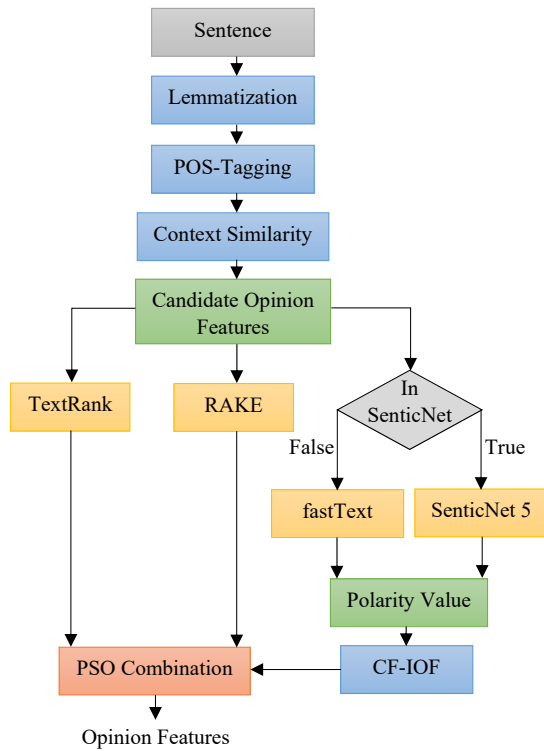 Sentence
Lemmatization
POS-Tagging
Context Similarity
Candidate Opinion
Features
TextRank
RAKE
In
SenticNet
False
True
fastText
SenticNet 5
Polarity Value
PSO Combination
CF-IOF
Opinion Features